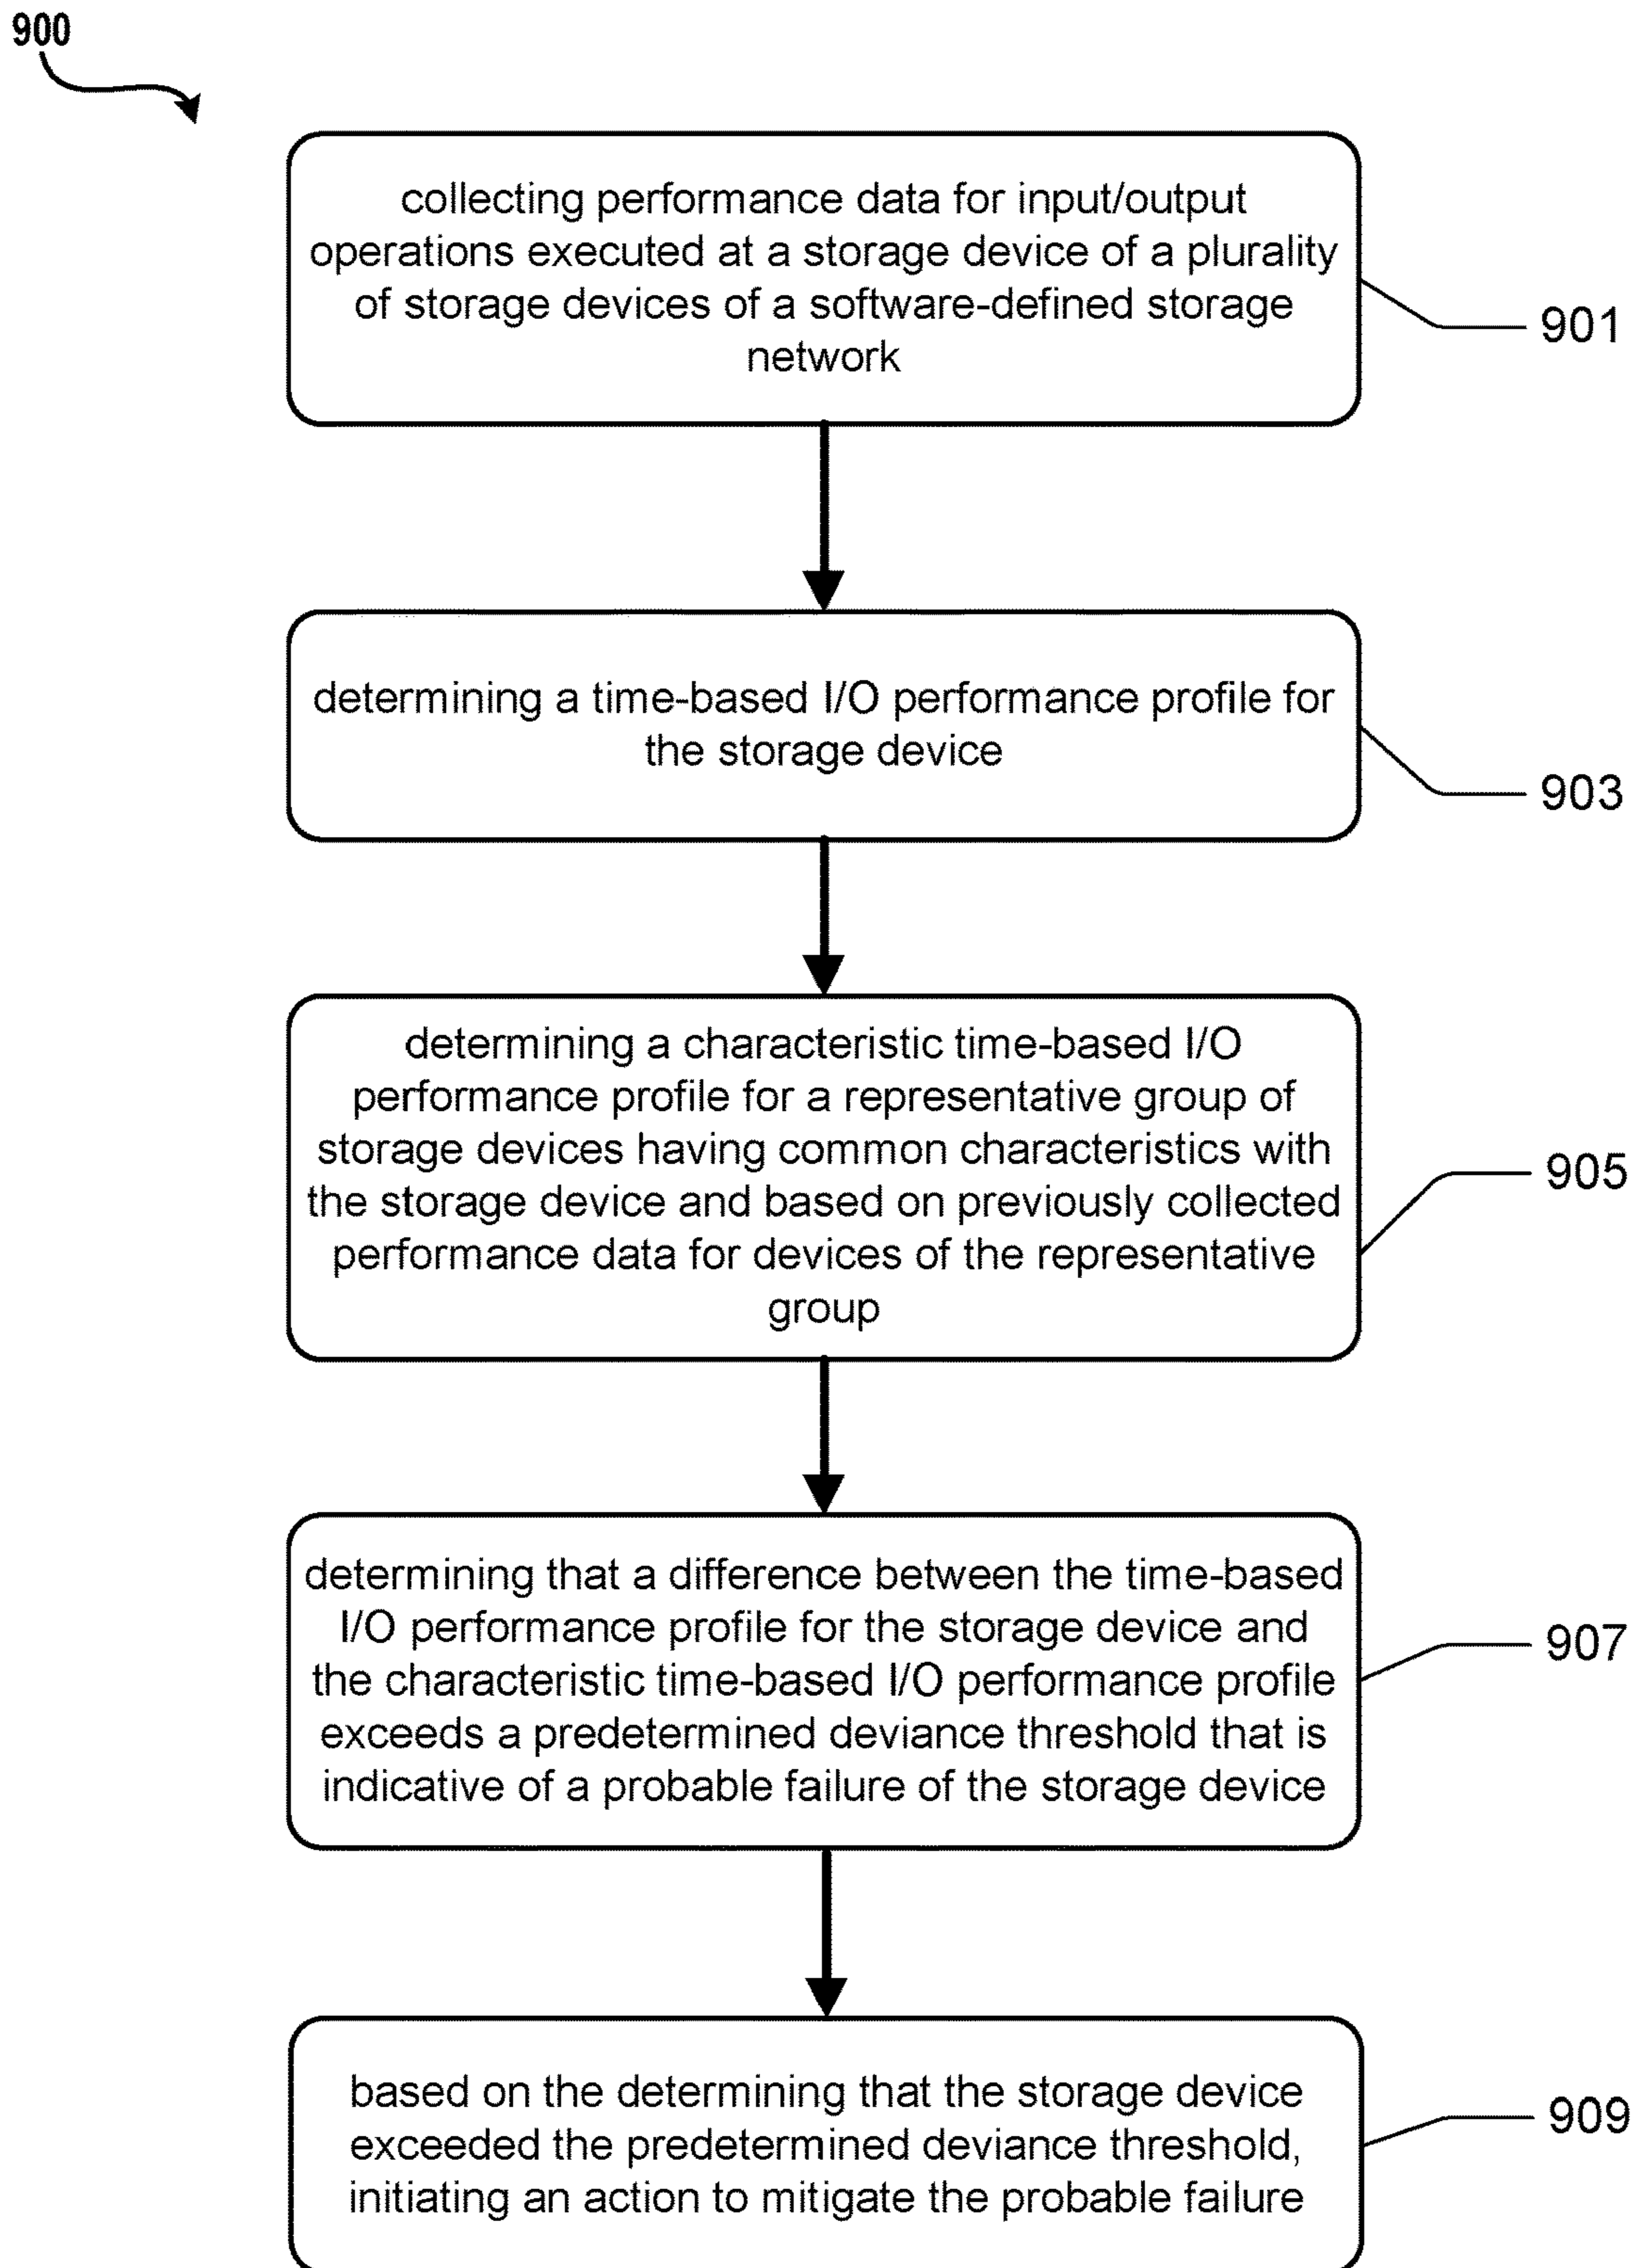 900
collecting performance data for input/output
operations executed at a storage device of a plurality
of storage devices of a software-defined storage
network
901
determining a time-based I/O performance profile for
the storage device
903
determining a characteristic time-based I/O
performance profile for a representative group of
storage devices having common characteristics with
the storage device and based on previously collected
performance data for devices of the representative
group
905
determining that a difference between the time-based
I/O performance profile for the storage device and
the characteristic time-based I/O performance profile
exceeds a predetermined deviance threshold that is
indicative of a probable failure of the storage device
907
based on the determining that the storage device
exceeded the predetermined deviance threshold,
initiating an action to mitigate the probable failure
909